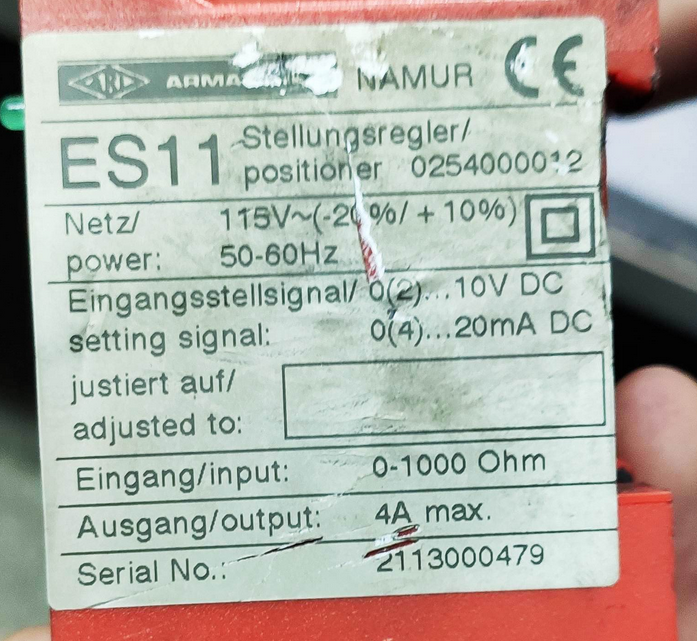 ARI NAMUR CE
ES11 Stellungsregler/
positioner 0254000012
Netz/ 115V~(-20%/ + 10%)
power: 50-60Hz
Eingangsstellsignal/ 0(2)...10V DC
setting signal: 0(4)...20mA DC
justiert auf/
adjusted to:
Eingang/input: 0-1000 Ohm
Ausgang/output: 4A max.
Serial No.: 2113000479